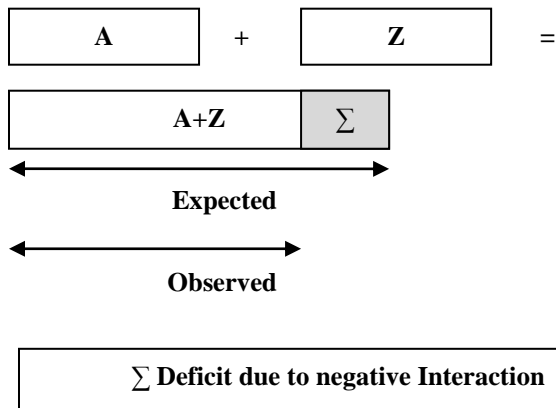 A + Z =
A+Z ∑
Expected
Observed
∑ Deficit due to negative Interaction